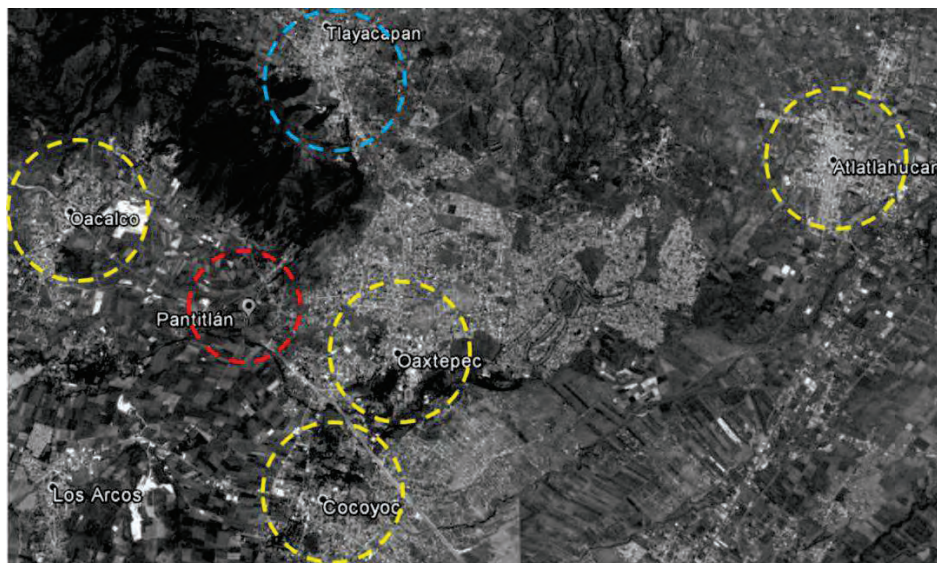 Tlayacapan
Atlatlahucan
Oacalco
Pantitlán
Oaxtepec
Los Arcos
Cocoyoc